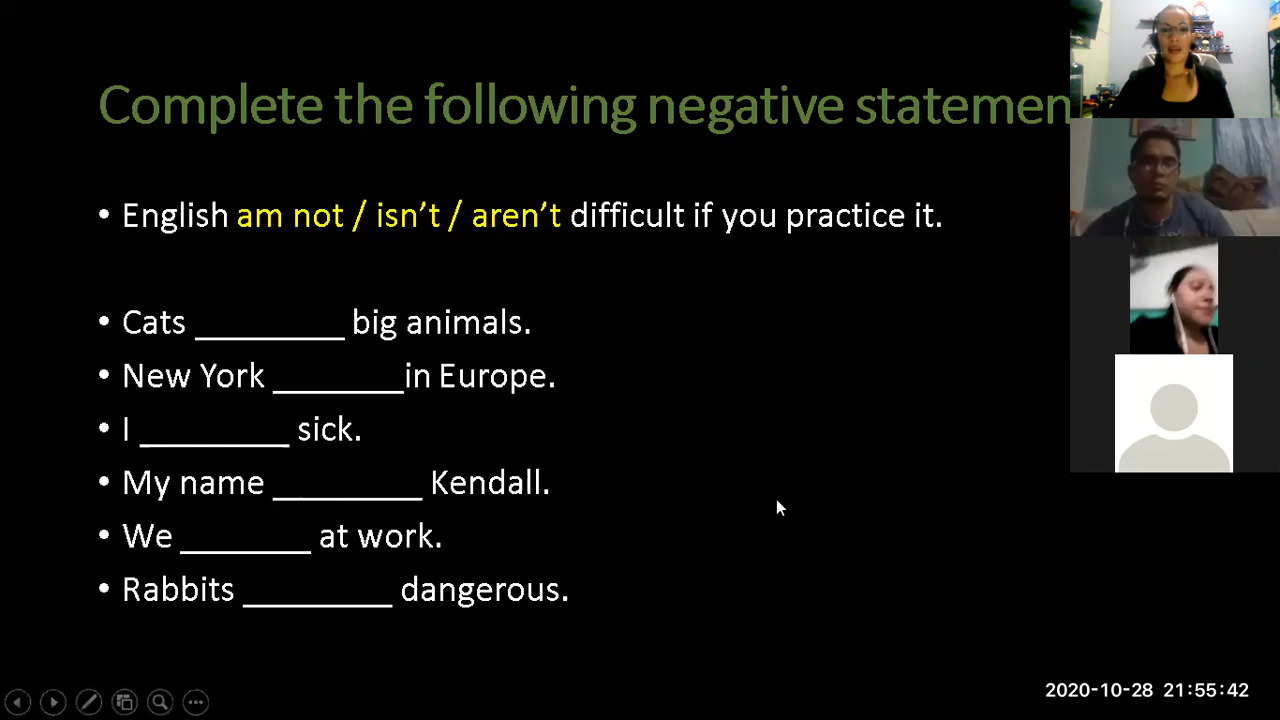 Complete the following negative statemen
• English am not / isn’t / aren’t difficult if you practice it.
• Cats _________ big animals.
• New York ________in Europe.
• I _________ sick.
• My name _________ Kendall.
• We ________ at work.
• Rabbits _________ dangerous.
2020-10-28 21:55:42